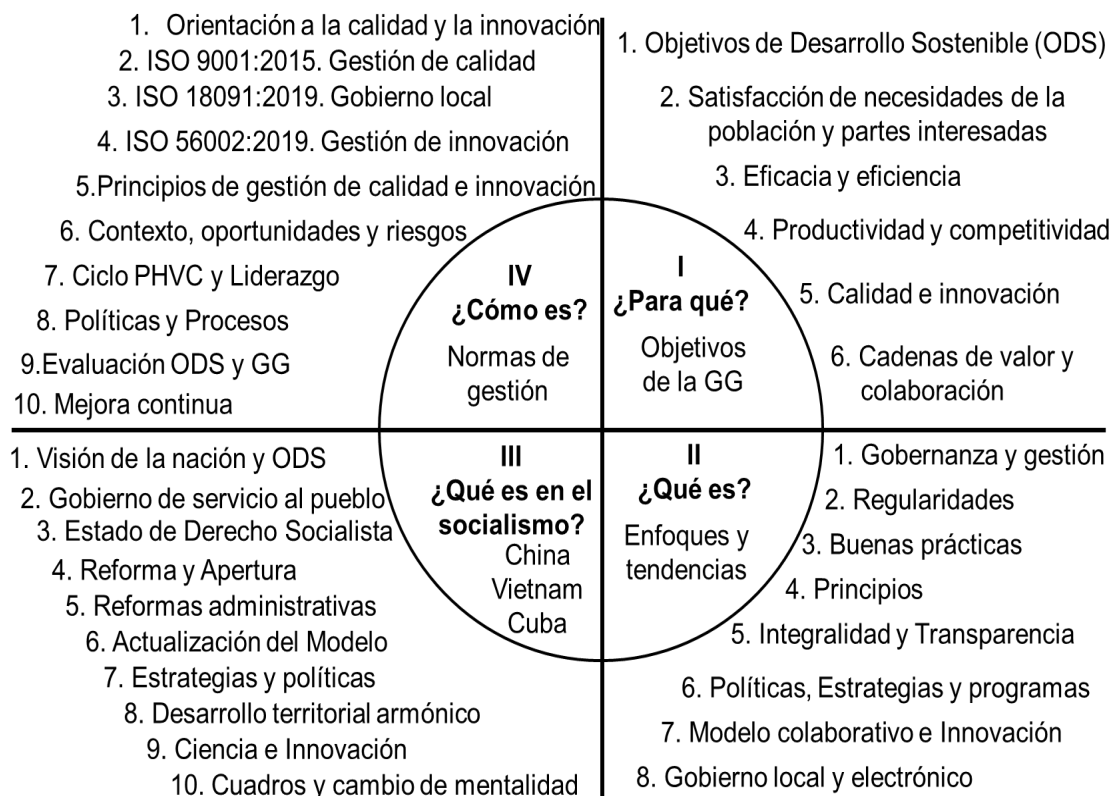 1. Orientación a la calidad y la innovación
2. ISO 9001:2015. Gestión de calidad
3. ISO 18091:2019. Gobierno local
4. ISO 56002:2019. Gestión de innovación
5.Principios de gestión de calidad e innovación
6. Contexto, oportunidades y riesgos
7. Ciclo PHVC y Liderazgo
8. Políticas y Procesos
9.Evaluación ODS y GG
10. Mejora continua
IV
¿Cómo es?
Normas de
gestión
1. Objetivos de Desarrollo Sostenible (ODS)
2. Satisfacción de necesidades de la
población y partes interesadas
3. Eficacia y eficiencia
4. Productividad y competitividad
5. Calidad e innovación
6. Cadenas de valor y
colaboración
I
¿Para qué?
Objetivos
de la GG
1. Visión de la nación y ODS
2. Gobierno de servicio al pueblo
3. Estado de Derecho Socialista
4. Reforma y Apertura
5. Reformas administrativas
6. Actualización del Modelo
7. Estrategias y políticas
8. Desarrollo territorial armónico
9. Ciencia e Innovación
10. Cuadros y cambio de mentalidad
III
¿Qué es en el
socialismo?
China
Vietnam
Cuba
II
¿Qué es?
Enfoques y
tendencias
1. Gobernanza y gestión
2. Regularidades
3. Buenas prácticas
4. Principios
5. Integralidad y Transparencia
6. Políticas, Estrategias y programas
7. Modelo colaborativo e Innovación
8. Gobierno local y electrónico